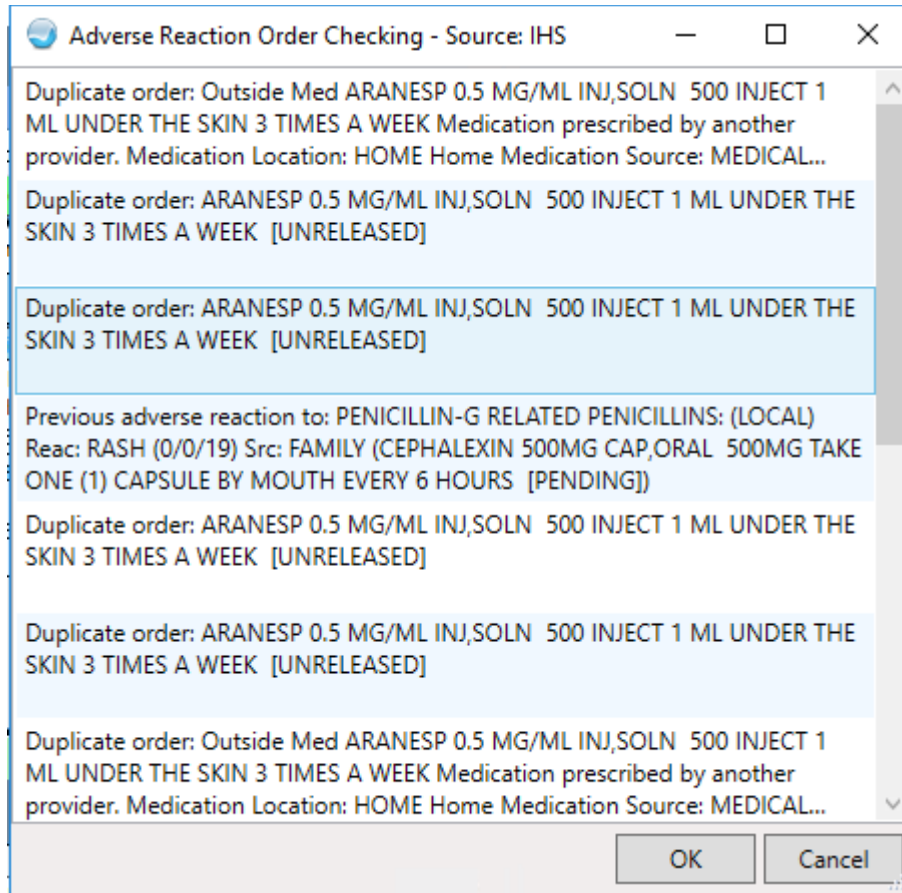 Adverse Reaction Order Checking - Source: IHS
Duplicate order: Outside Med ARANESP 0.5 MG/ML INJ,SOLN  500 INJECT 1
ML UNDER THE SKIN 3 TIMES A WEEK Medication prescribed by another
provider. Medication Location: HOME Home Medication Source: MEDICAL...
Duplicate order: ARANESP 0.5 MG/ML INJ,SOLN  500 INJECT 1 ML UNDER THE
SKIN 3 TIMES A WEEK  [UNRELEASED]
Duplicate order: ARANESP 0.5 MG/ML INJ,SOLN  500 INJECT 1 ML UNDER THE
SKIN 3 TIMES A WEEK  [UNRELEASED]
Previous adverse reaction to: PENICILLIN-G RELATED PENICILLINS: (LOCAL)
Reac: RASH (0/0/19) Src: FAMILY (CEPHALEXIN 500MG CAP,ORAL  500MG TAKE
ONE (1) CAPSULE BY MOUTH EVERY 6 HOURS  [PENDING])
Duplicate order: ARANESP 0.5 MG/ML INJ,SOLN  500 INJECT 1 ML UNDER THE
SKIN 3 TIMES A WEEK  [UNRELEASED]
Duplicate order: ARANESP 0.5 MG/ML INJ,SOLN  500 INJECT 1 ML UNDER THE
SKIN 3 TIMES A WEEK  [UNRELEASED]
Duplicate order: Outside Med ARANESP 0.5 MG/ML INJ,SOLN  500 INJECT 1
ML UNDER THE SKIN 3 TIMES A WEEK Medication prescribed by another
provider. Medication Location: HOME Home Medication Source: MEDICAL...
OK
Cancel